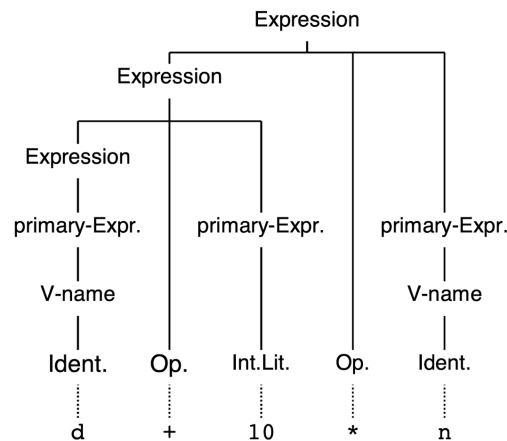 Expression
Expression
Expression
primary-Expr. primary-Expr. primary-Expr.
V-name V-name
Ident. Op. Int.Lit. Op. Ident.
d + 10 * n